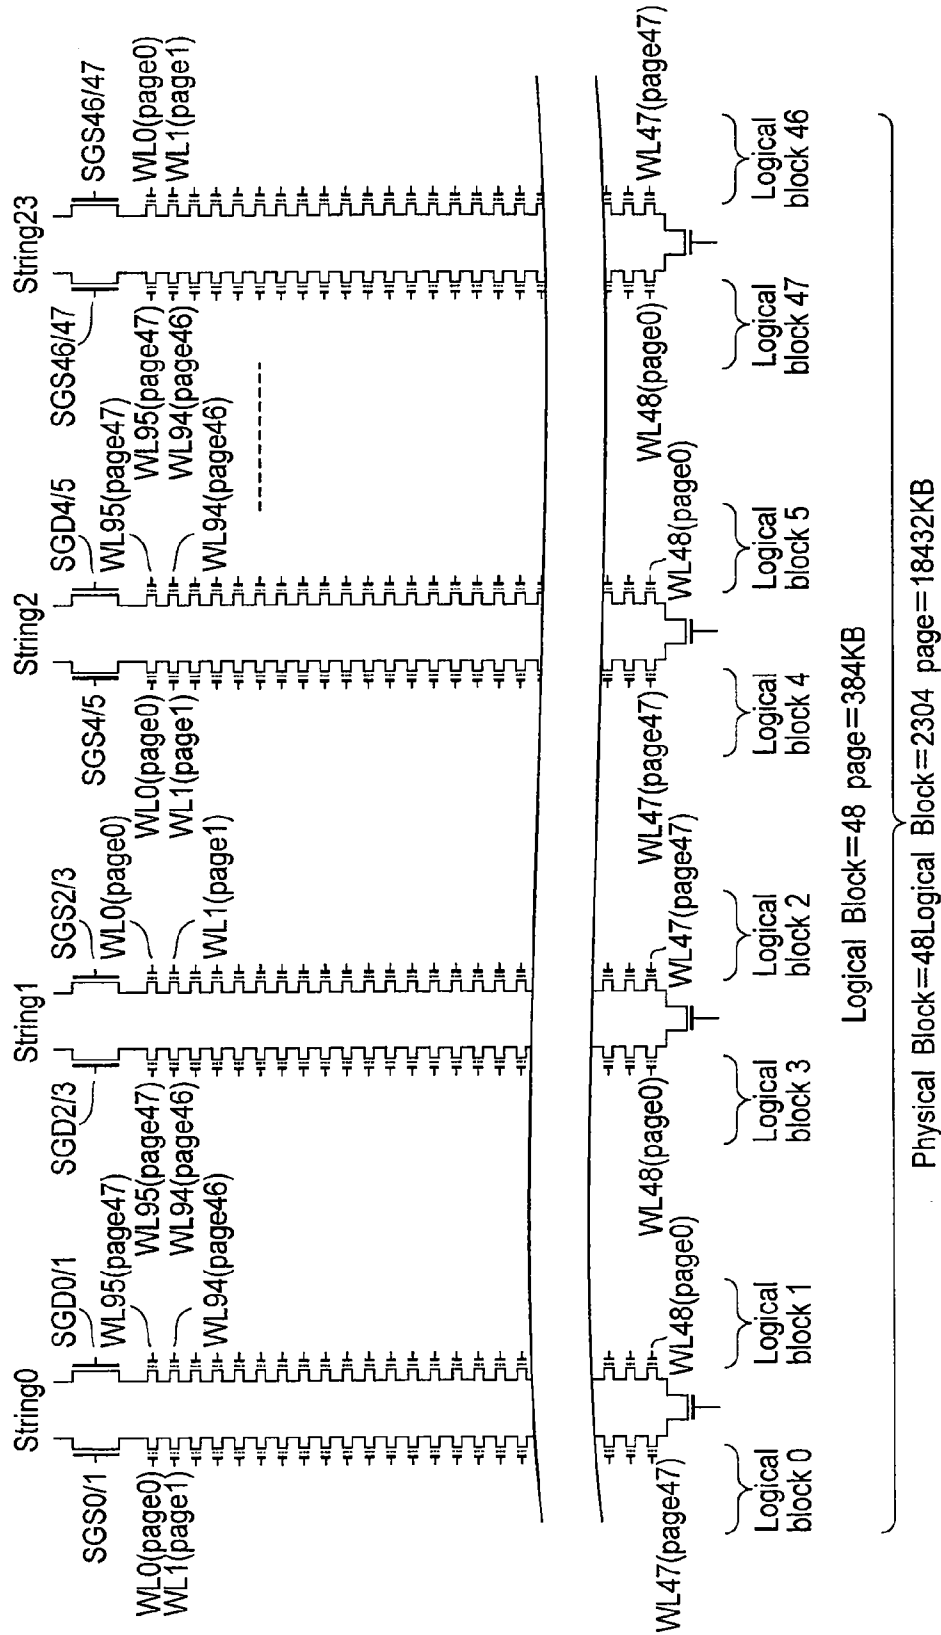 String0
SGS0/1
SGD0/1
WL0(page0)
WL1(page1)
WL95(page47)
WL94(page46)
WL47(page47)
WL48(page0)
Logical
block 0
Logical
block 1
String1
SGD2/3
SGS2/3
WL95(page47)
WL94(page46)
WL0(page0)
WL1(page1)
WL48(page0)
WL47(page47)
Logical
block 3
Logical
block 2
String2
SGS4/5
SGD4/5
WL0(page0)
WL1(page1)
WL95(page47)
WL94(page46)
WL47(page47)
WL48(page0)
Logical
block 4
Logical
block 5
String23
SGS46/47
SGS46/47
WL95(page47)
WL94(page46)
WL0(page0)
WL1(page1)
WL48(page0)
WL47(page47)
Logical
block 47
Logical
block 46
Logical Block=48 page=384KB
Physical Block=48Logical Block=2304 page=18432KB